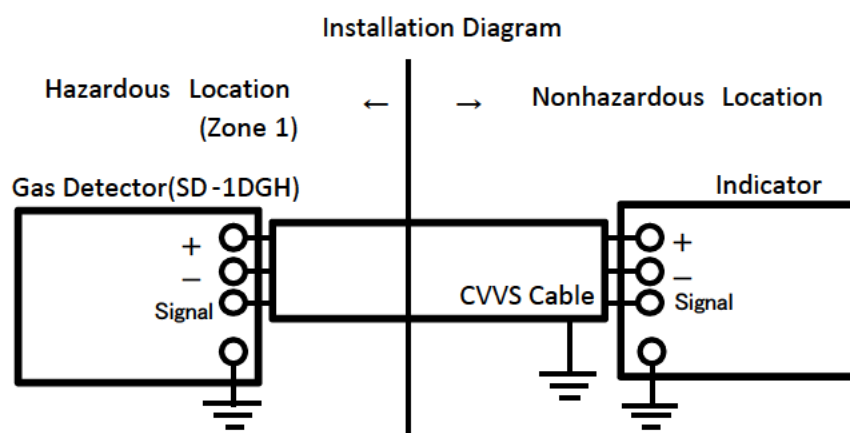 Installation Diagram
Hazardous Location
(Zone 1)
← →
Nonhazardous Location
Gas Detector(SD-1DGH)
Indicator
+
−
Signal
CVVS Cable
+
−
Signal